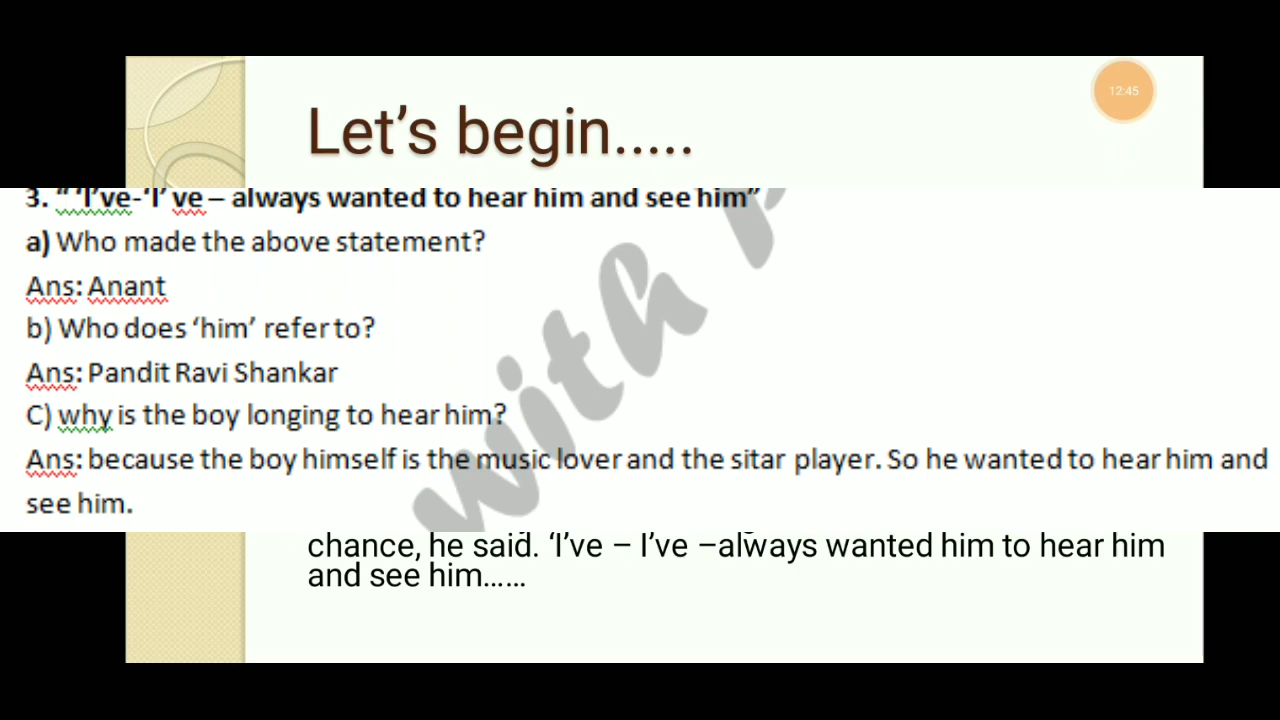 Let's begin.....
12:45
3. “ ‘I’ve-‘I’ ve – always wanted to hear him and see him”
a) Who made the above statement?
Ans: Anant
b) Who does ‘him’ refer to?
Ans: Pandit Ravi Shankar
C) why is the boy longing to hear him?
Ans: because the boy himself is the music lover and the sitar player. So he wanted to hear him and
see him.
with
chance, he said. ‘I’ve – I’ve –always wanted him to hear him
and see him......